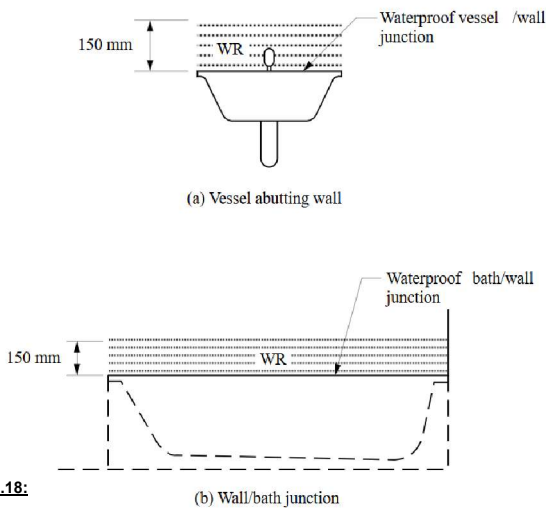 Waterproof vessel /wall
junction
150 mm
WR
(a) Vessel abutting wall
Waterproof bath/wall
junction
150 mm
WR
.18:
(b) Wall/bath junction